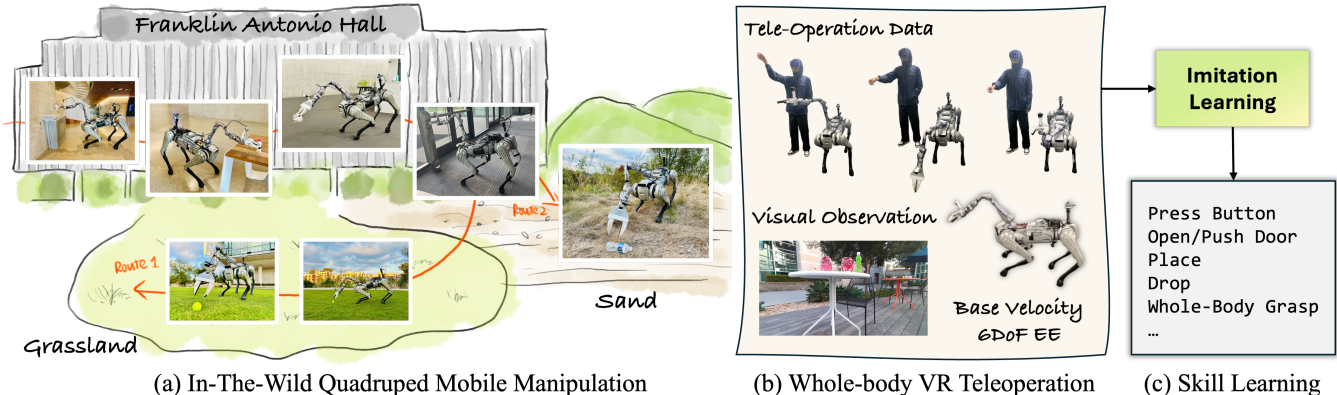 Franklin Antonio Hall
Route 1
Route 2
Grassland
Sand
(a) In-The-Wild Quadruped Mobile Manipulation
Tele-Operation Data
Visual Observation
Base Velocity
6DoF EE
(b) Whole-body VR Teleoperation
Imitation
Learning
Press Button
Open/Push Door
Place
Drop
Whole-Body Grasp
…
(c) Skill Learning